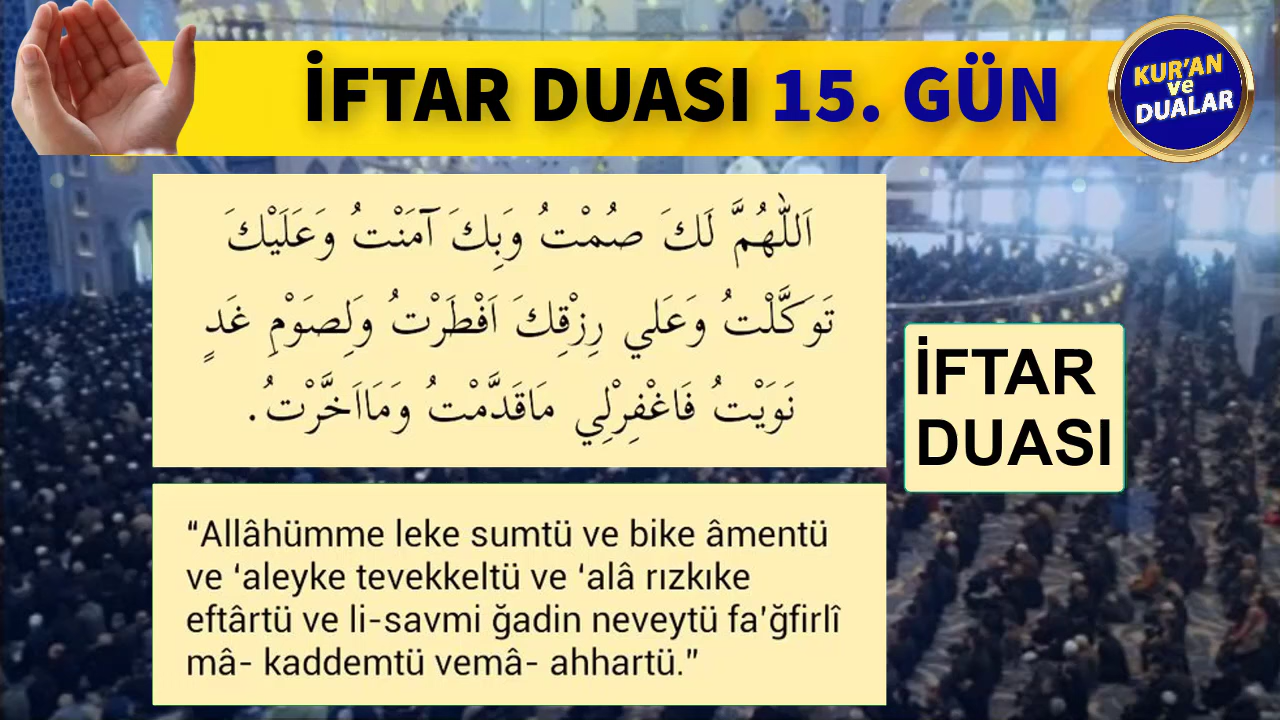 İFTAR DUASI 15. GÜN
KUR'AN
ve
DUALAR
اَللّٰهُمَّ لَكَ صُمْتُ وَبِكَ آمَنْتُ وَعَلَيْكَ
تَوَكَّلْتُ وَعَلَي رِزْقِكَ اَفْطَرْتُ وَلِصَوْمِ غَدٍ
نَوَيْتُ فَاغْفِرْلِي مَاقَدَّمْتُ وَمَااَخَّرْتُ.
İFTAR
DUASI
“Allâhümme leke sumtü ve bike âmentü
ve ‘aleyke tevekkeltü ve ‘alâ rızkıke
eftârtü ve li-savmi ğadin neveytü fa'ğfirlî
mâ- kaddemtü vemâ- ahhartü.”